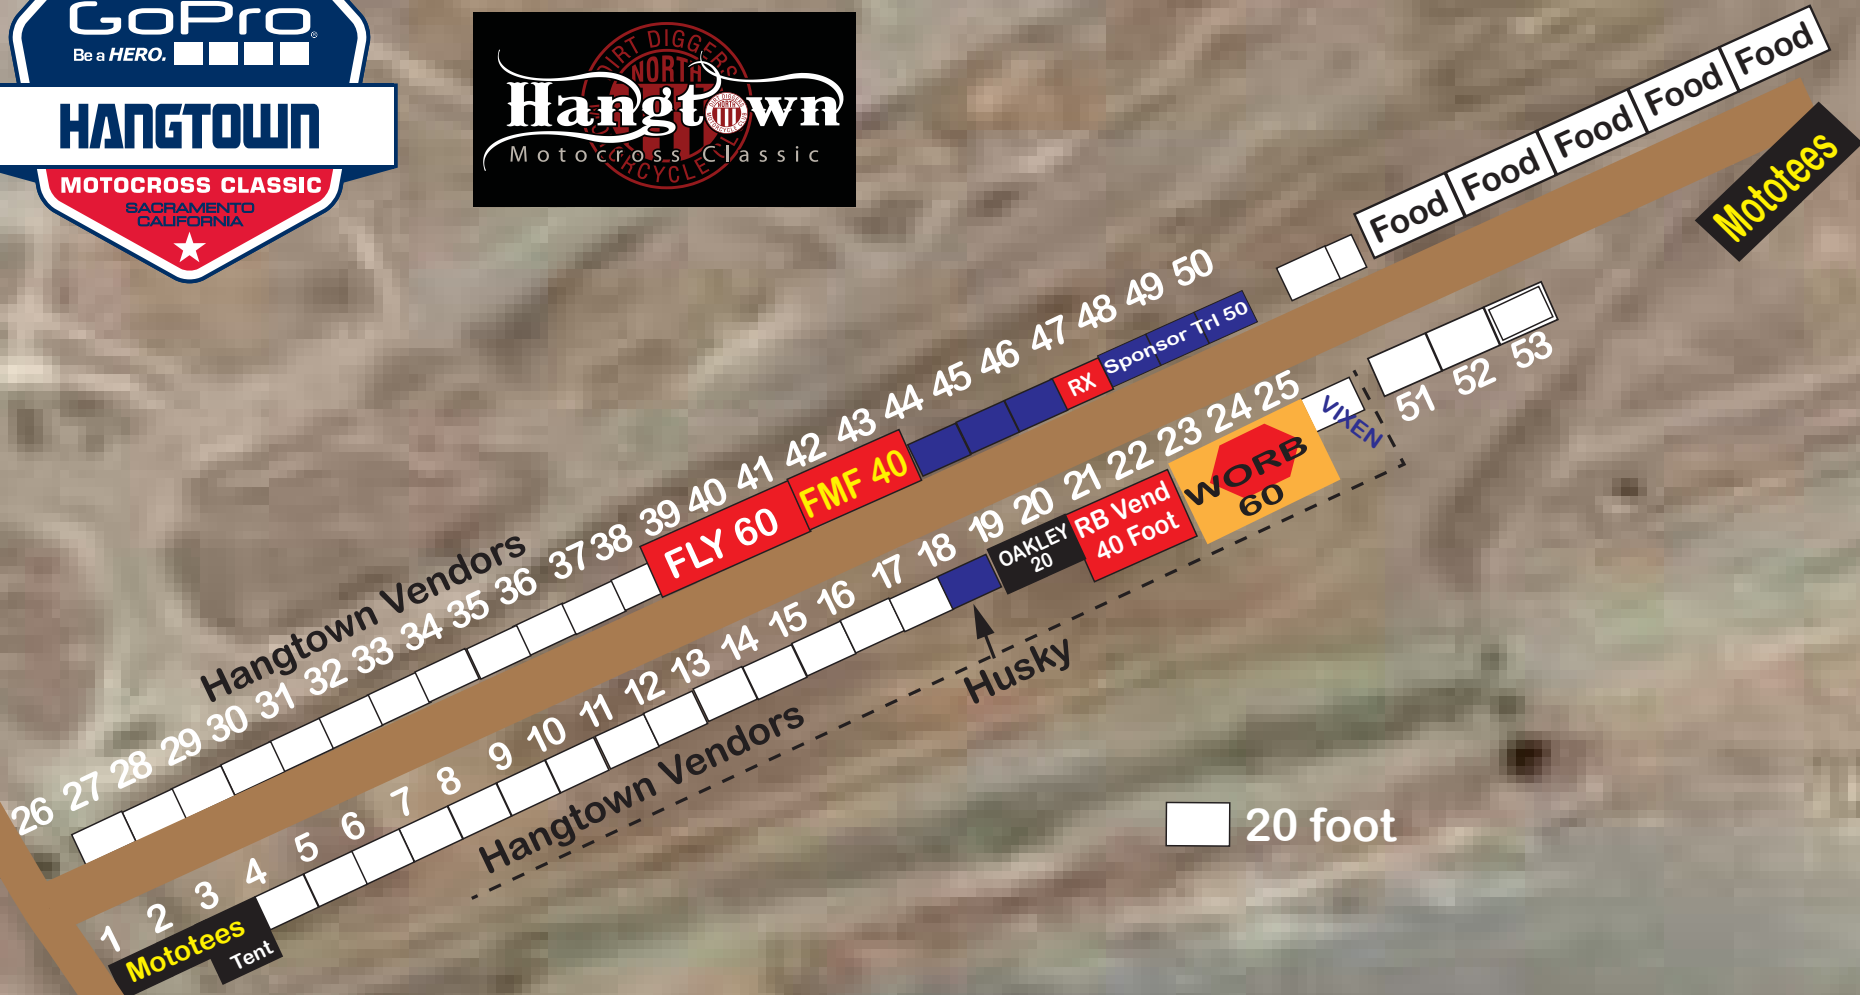 GoPro
Be a HERO.
HANGTOWN
MOTOCROSS CLASSIC
SACRAMENTO
CALIFORNIA
DIRT DIGGERS
NORTH
Hangtown
Motocross Classic
Food Food Food Food Food
Mototees
Hangtown Vendors
26 27 28 29 30 31 32 33 34 35 36 37 38 39 40 41 42 43 44 45 46 47 48 49 50
FLY 60
FMF 40
RX
Sponsor Trl 50
1 2 3 4 5 6 7 8 9 10 11 12 13 14 15 16 17 18 19 20 21 22 23 24 25
51 52 53
Mototees
Tent
OAKLEY
20
RB Vend
40 Foot
WORB
60
VIXEN
Husky
Hangtown Vendors
20 foot